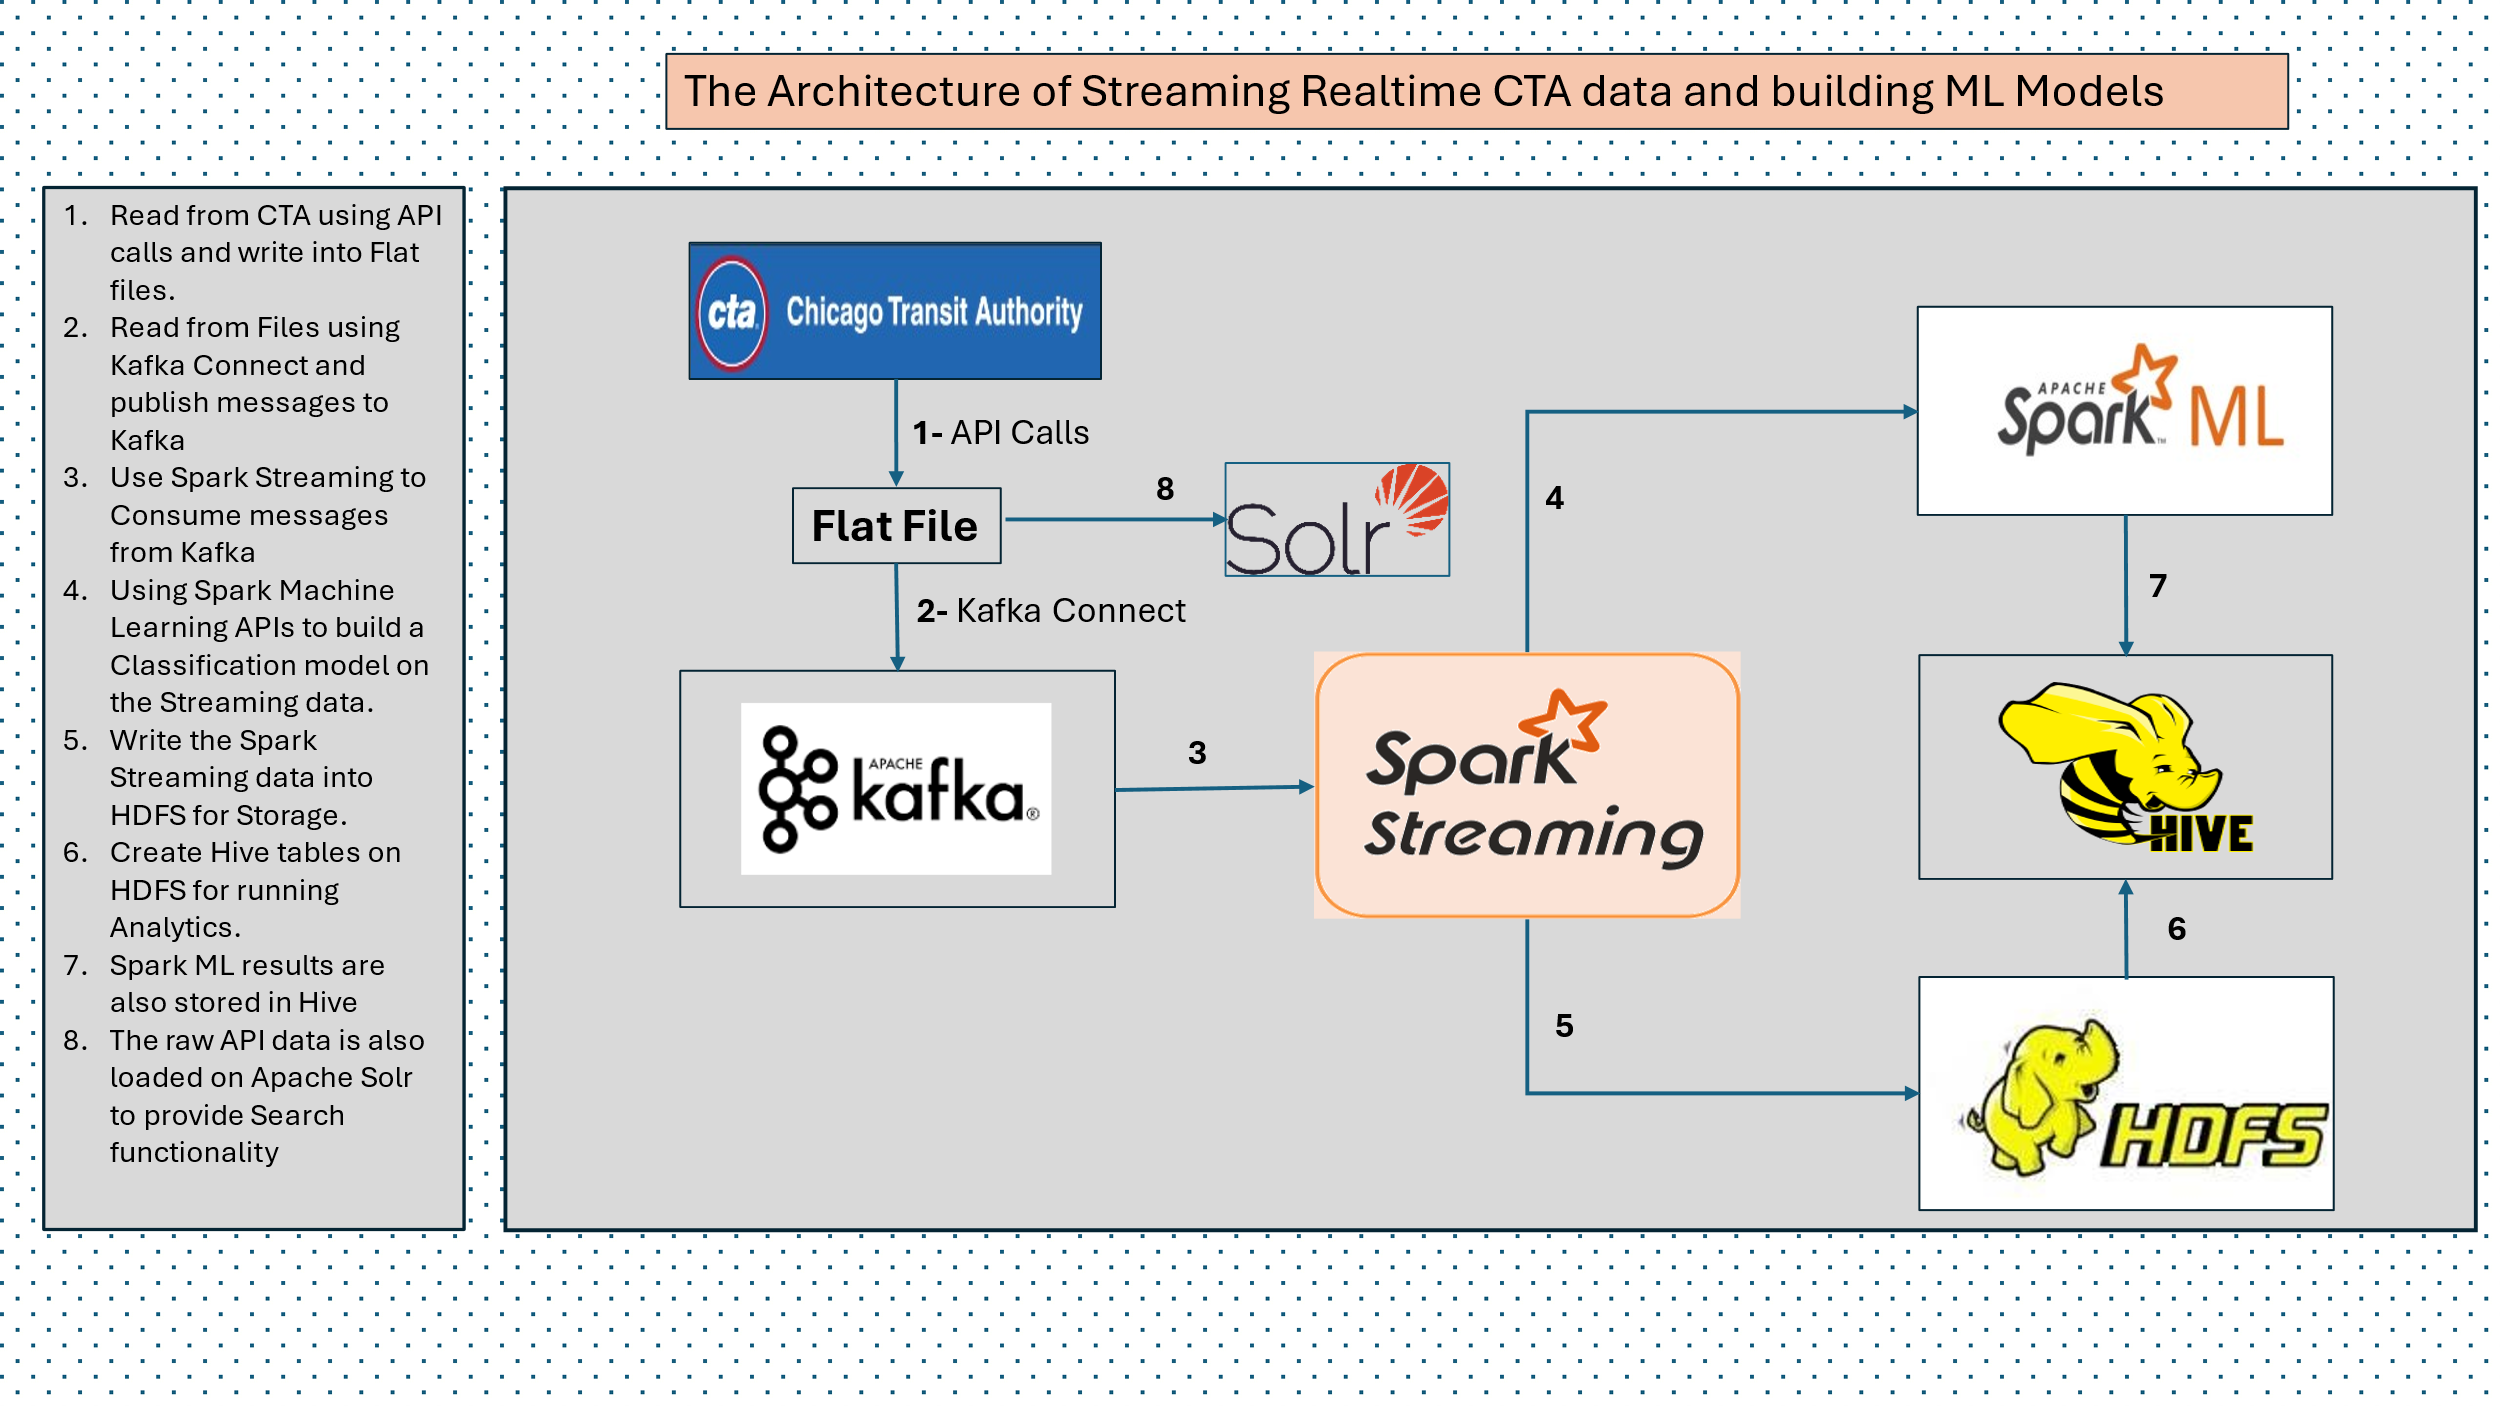 The Architecture of Streaming Realtime CTA data and building ML Models
1. Read from CTA using API
calls and write into Flat
files.
2. Read from Files using
Kafka Connect and
publish messages to
Kafka
3. Use Spark Streaming to
Consume messages
from Kafka
4. Using Spark Machine
Learning APIs to build a
Classification model on
the Streaming data.
5. Write the Spark
Streaming data into
HDFS for Storage.
6. Create Hive tables on
HDFS for running
Analytics.
7. Spark ML results are
also stored in Hive
8. The raw API data is also
loaded on Apache Solr
to provide Search
functionality
cta Chicago Transit Authority
1- API Calls
Flat File
8
Solr
2- Kafka Connect
APACHE
kafka®
3
Spark
Streaming
4
APACHE
Spark™ ML
7
HIVE
6
5
HDFS